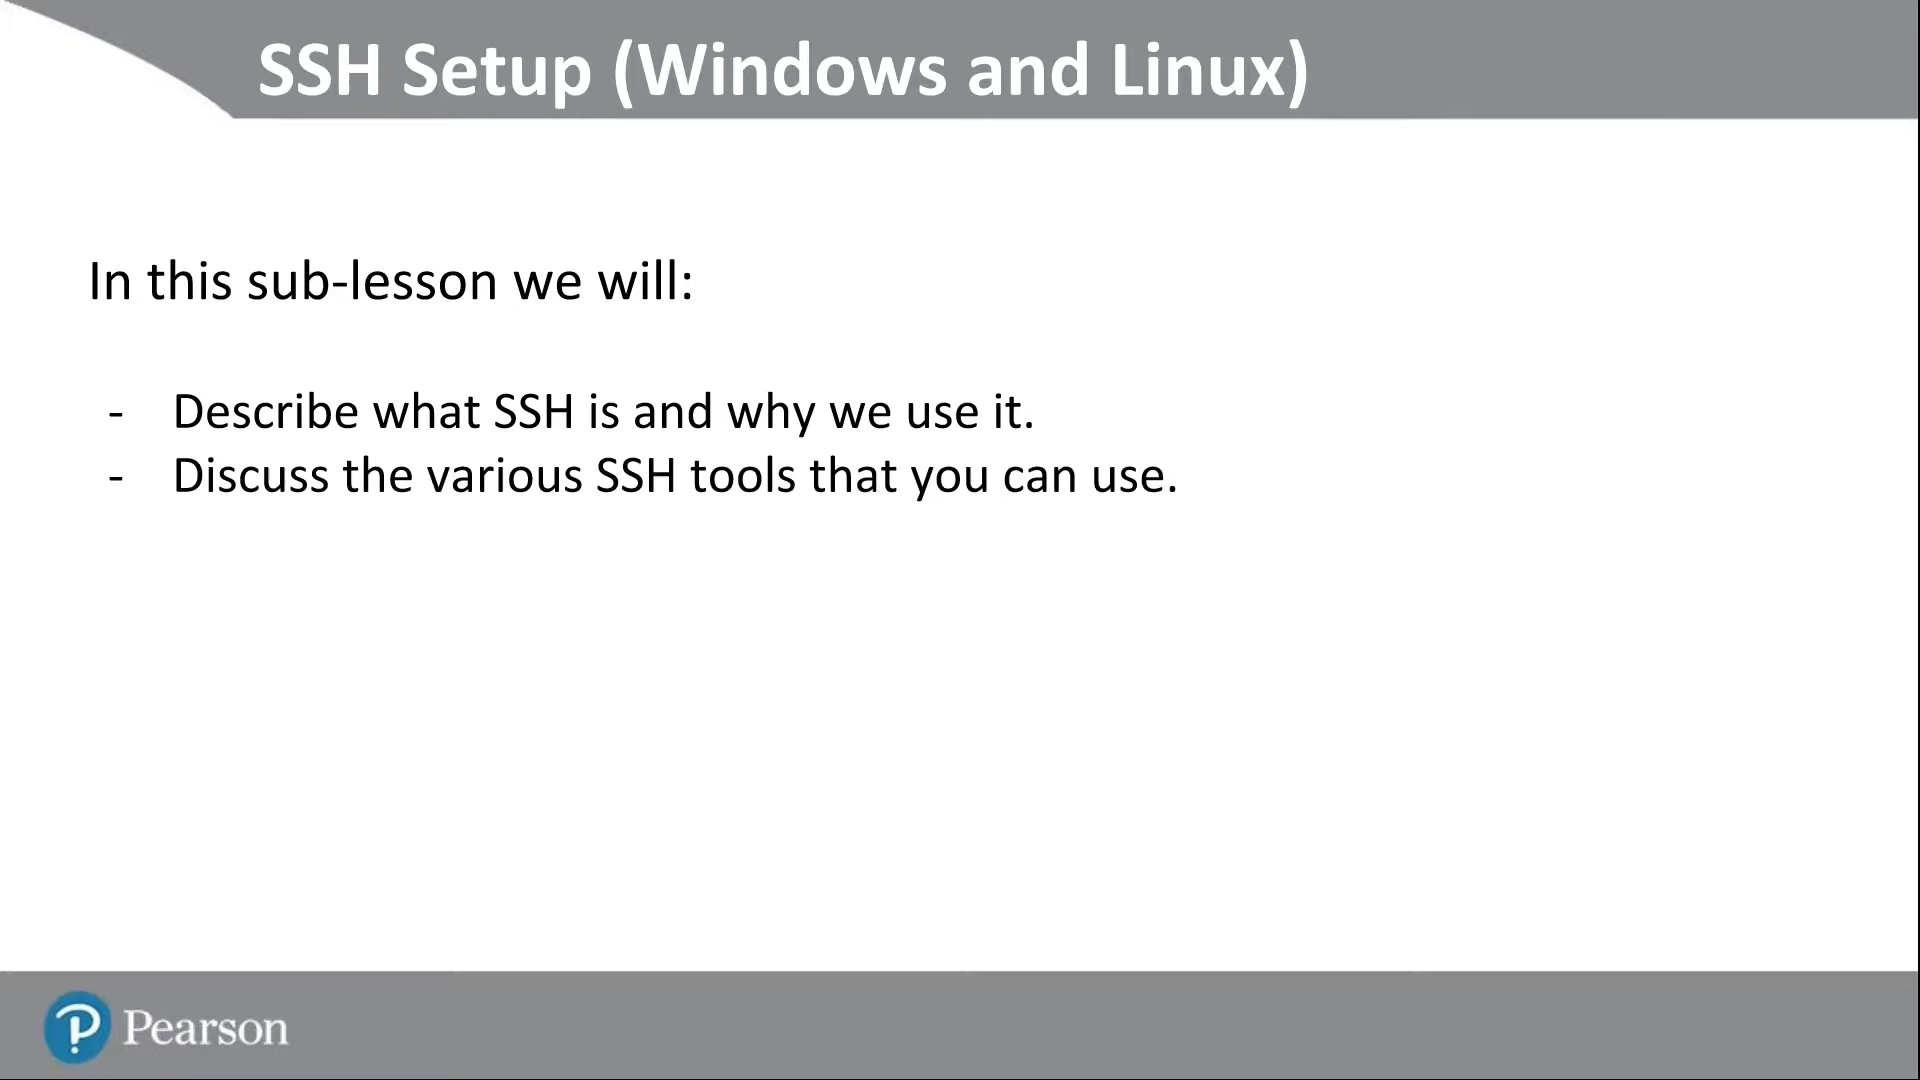 SSH Setup (Windows and Linux)
In this sub-lesson we will:
- Describe what SSH is and why we use it.
- Discuss the various SSH tools that you can use.
Pearson